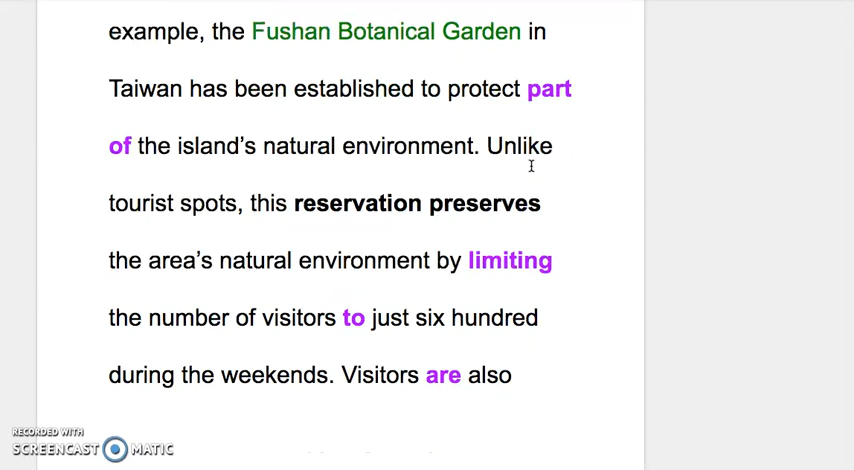 example, the Fushan Botanical Garden in
Taiwan has been established to protect part
of the island’s natural environment. Unlike
tourist spots, this reservation preserves
the area’s natural environment by limiting
the number of visitors to just six hundred
during the weekends. Visitors are also
RECORDED WITH
SCREENCAST MATIC